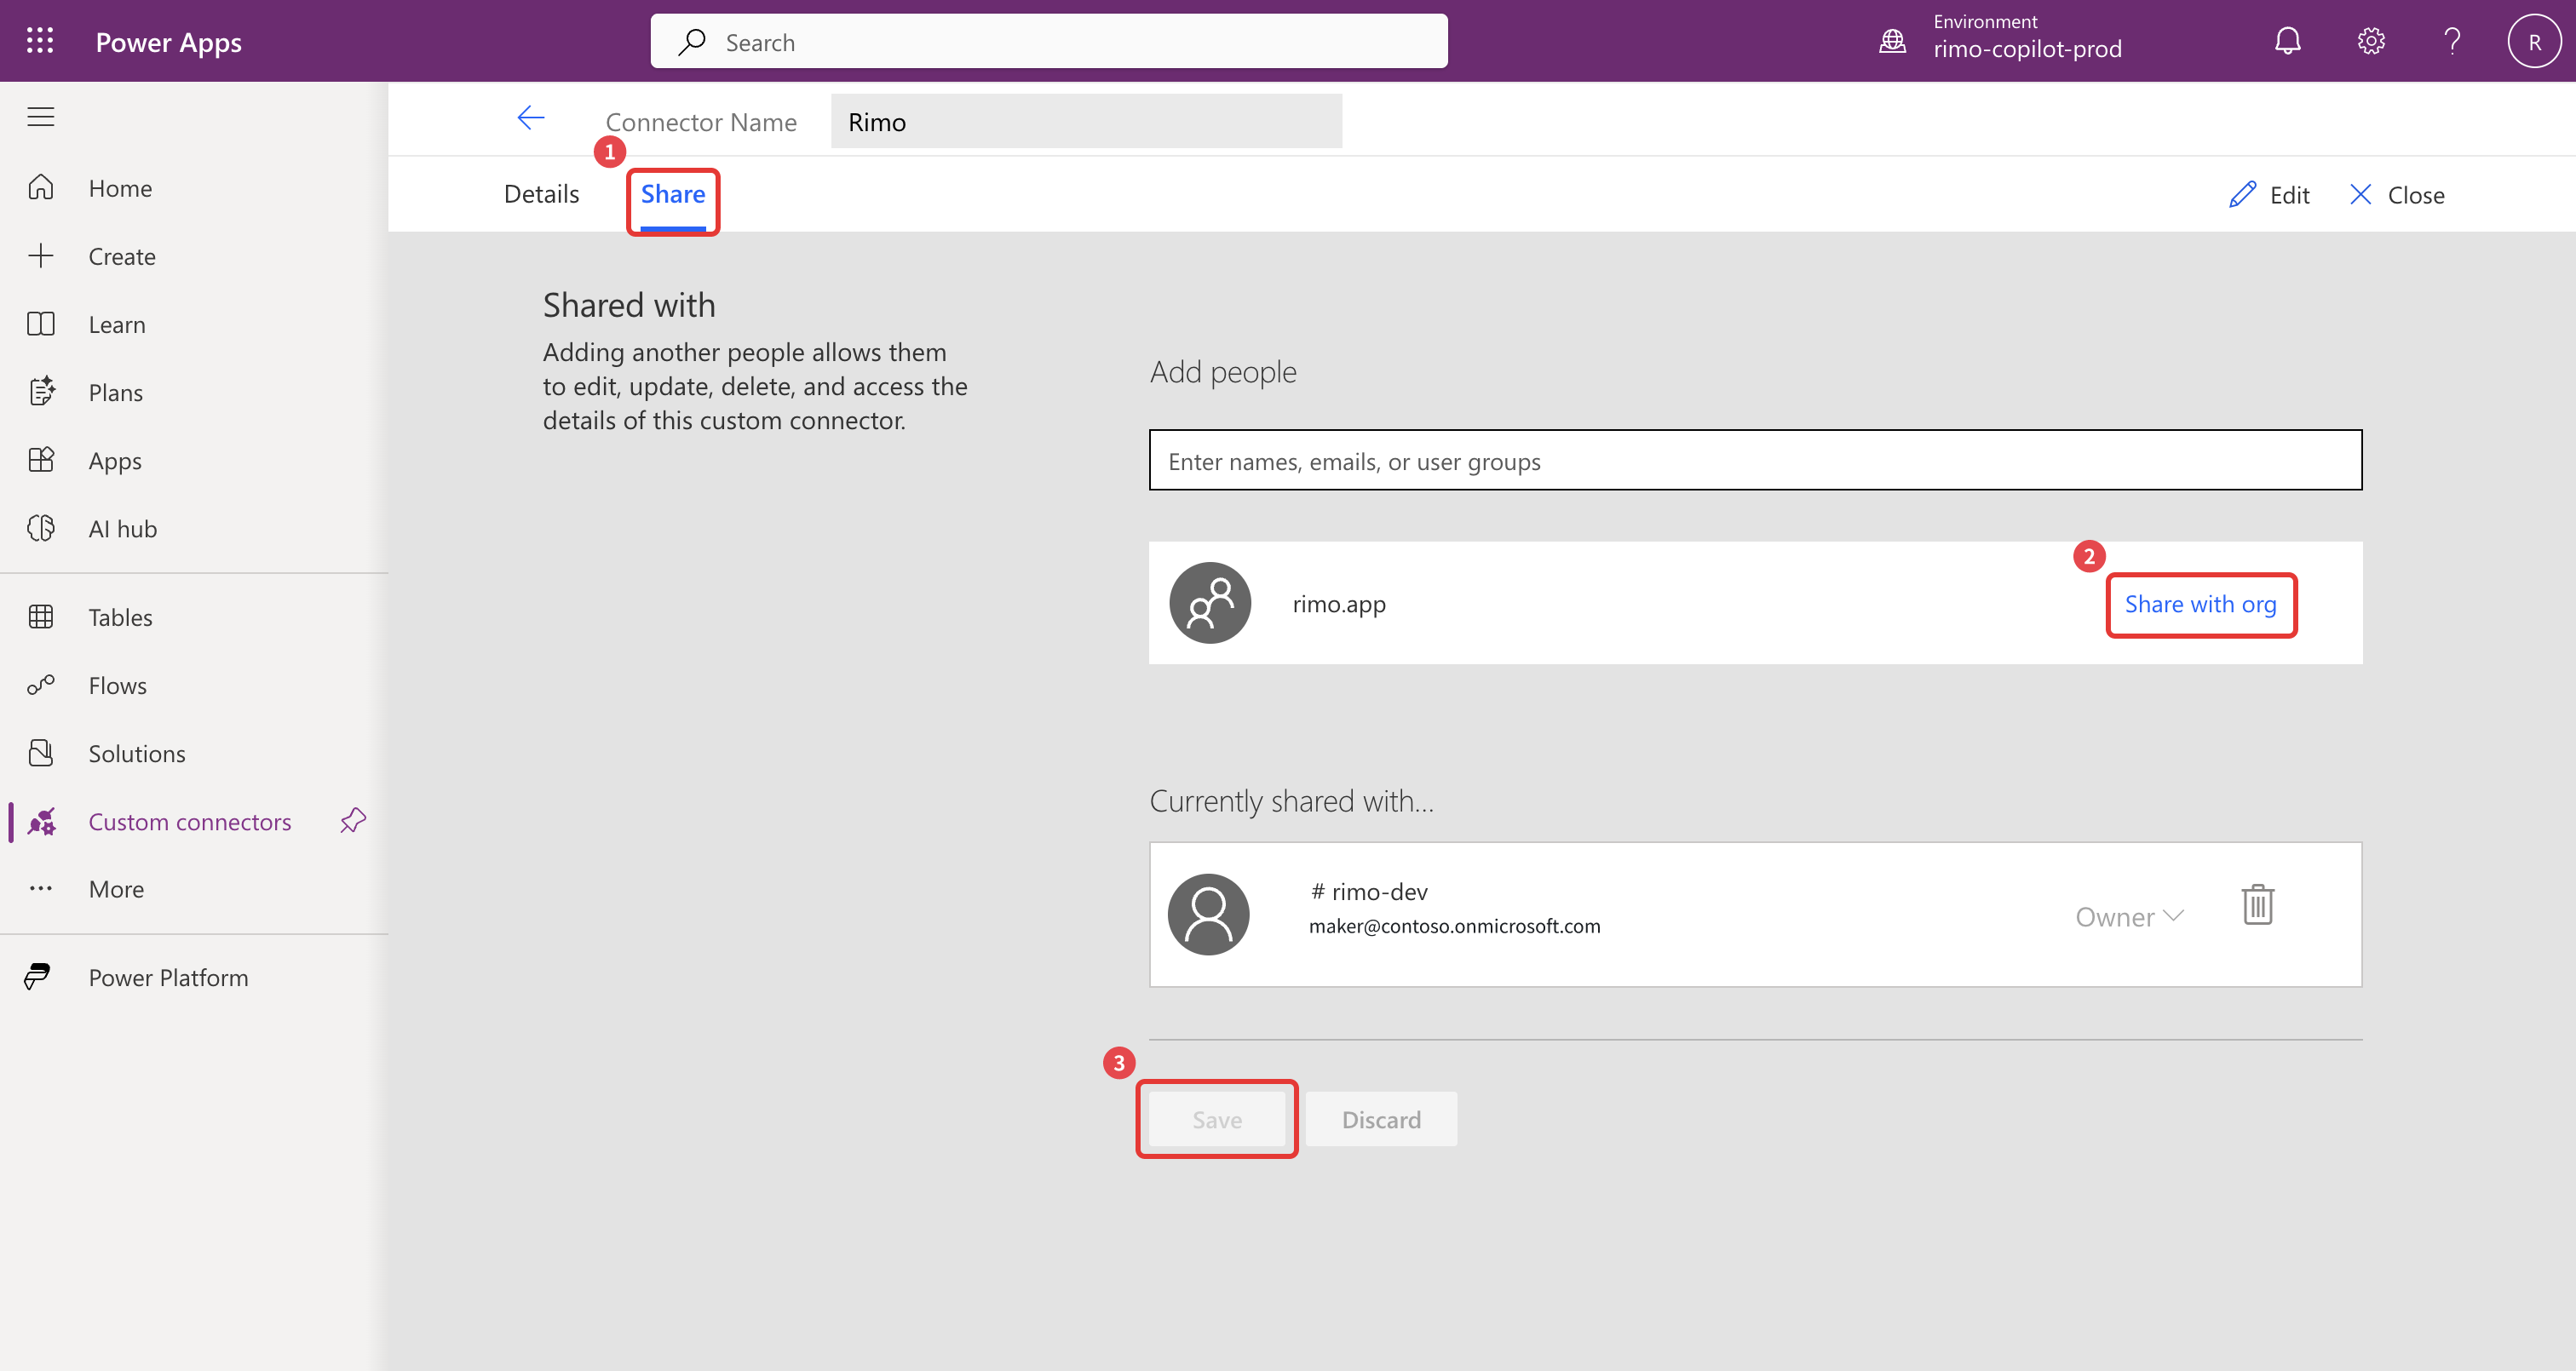 Power Apps
Search
Environment
rimo-copilot-prod
R
Connector Name
Rimo
1
Details
Share
Edit
Close
Home
Create
Learn
Plans
Apps
AI hub
Tables
Flows
Solutions
Custom connectors
More
Power Platform
Shared with
Adding another people allows them
to edit, update, delete, and access the
details of this custom connector.
Add people
Enter names, emails, or user groups
rimo.app
2
Share with org
Currently shared with...
# rimo-dev
maker@contoso.onmicrosoft.com
Owner
3
Save
Discard